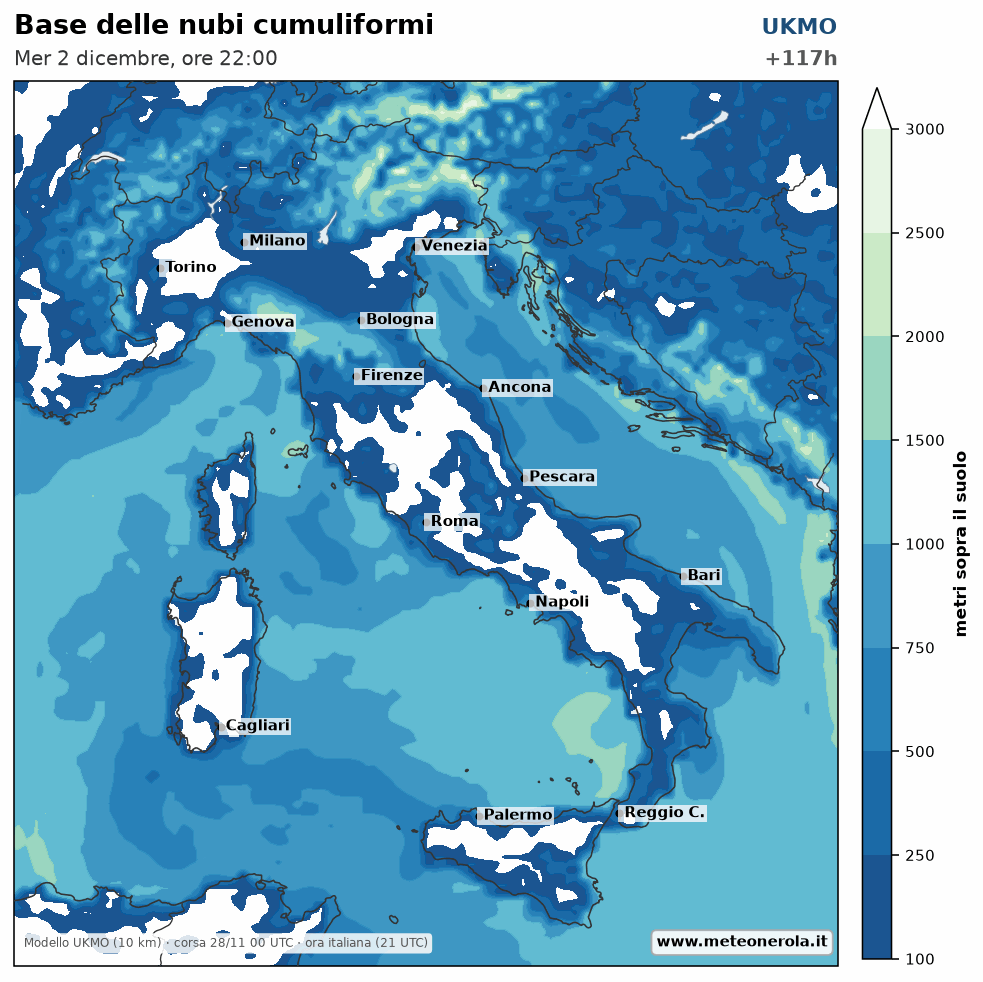 Base delle nubi cumuliformi
UKMO
Mer 2 dicembre, ore 22:00
+117h
3000
2500
2000
1500
1000
750
500
250
100
metri sopra il suolo
Milano
Venezia
Torino
Genova
Bologna
Firenze
Ancona
Pescara
Roma
Bari
Napoli
Cagliari
Palermo
Reggio C.
Modello UKMO (10 km) · corsa 28/11 00 UTC · ora italiana (21 UTC)
www.meteonerola.it